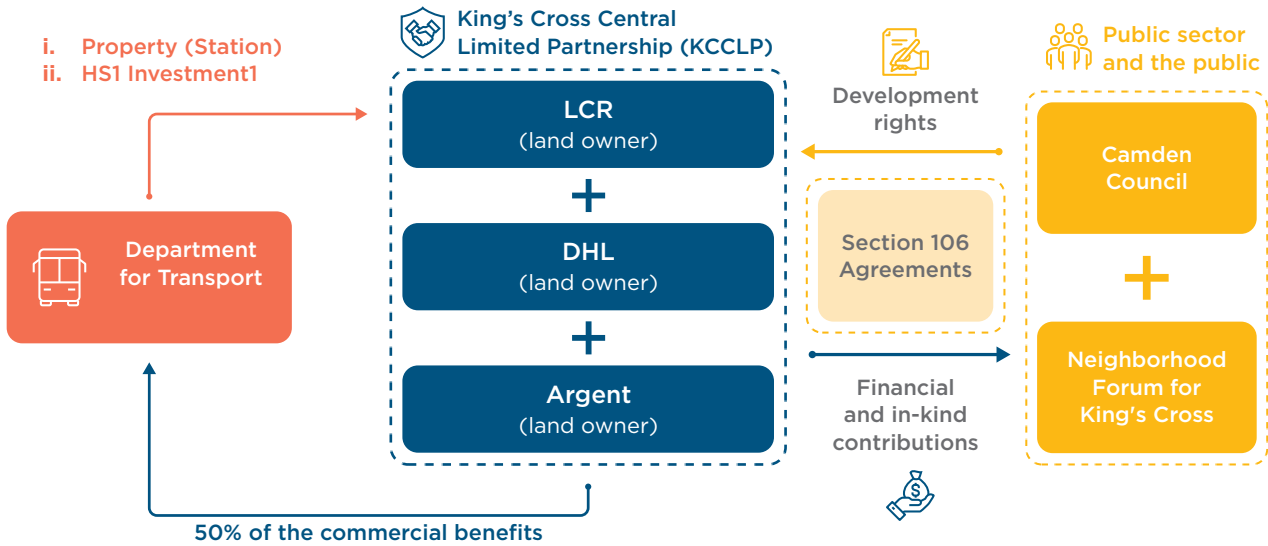 i. Property (Station)
ii. HS1 Investment1
Department
for Transport
King's Cross Central
Limited Partnership (KCCLP)
LCR
(land owner)
+
DHL
(land owner)
+
Argent
(land owner)
50% of the commercial benefits
Development
rights
Section 106
Agreements
Financial
and in-kind
contributions
$
Public sector
and the public
Camden
Council
+
Neighborhood
Forum for
King's Cross